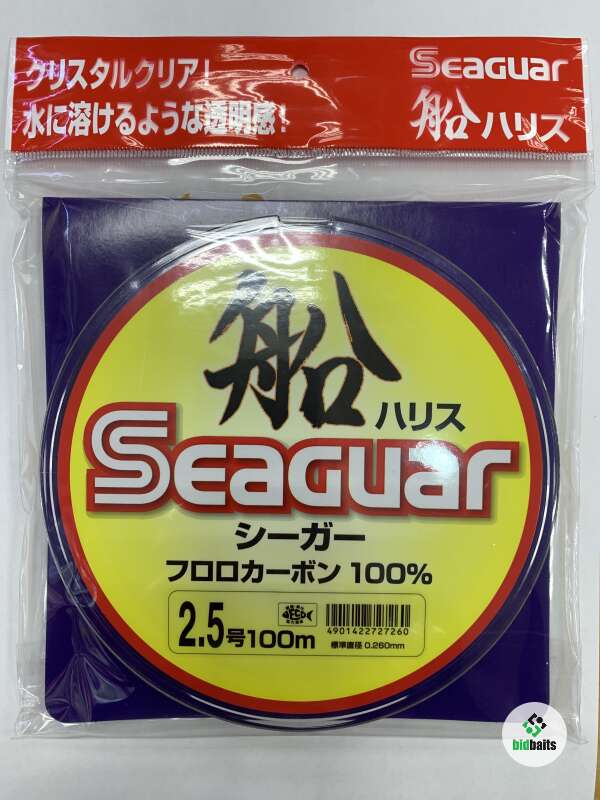 クリスタルクリア!
水に溶けるような透明感!
Seaguar
船ハリス
船
ハリス
Seaguar
シーガー
フロロカーボン 100%
2.5号100m
ECO
4901422727260
標準直径 0.260mm
bidbaits